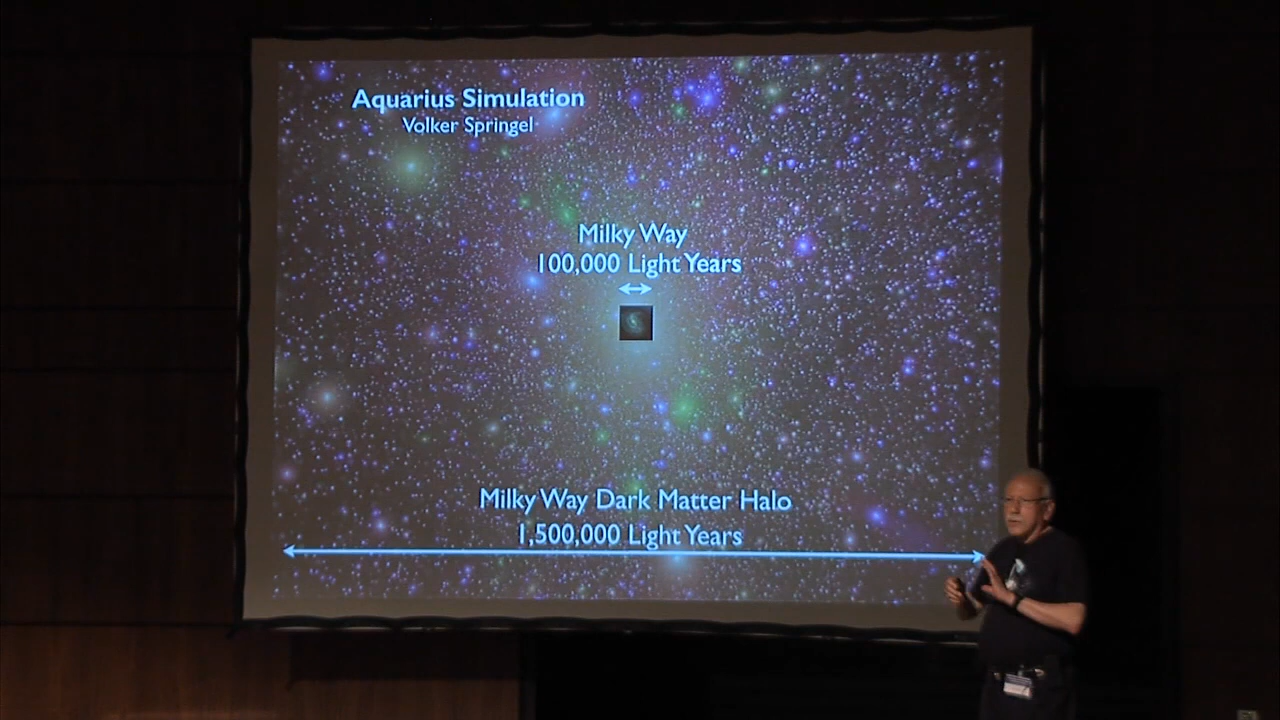 Aquarius Simulation
Volker Springel
Milky Way
100,000 Light Years
Milky Way Dark Matter Halo
1,500,000 Light Years